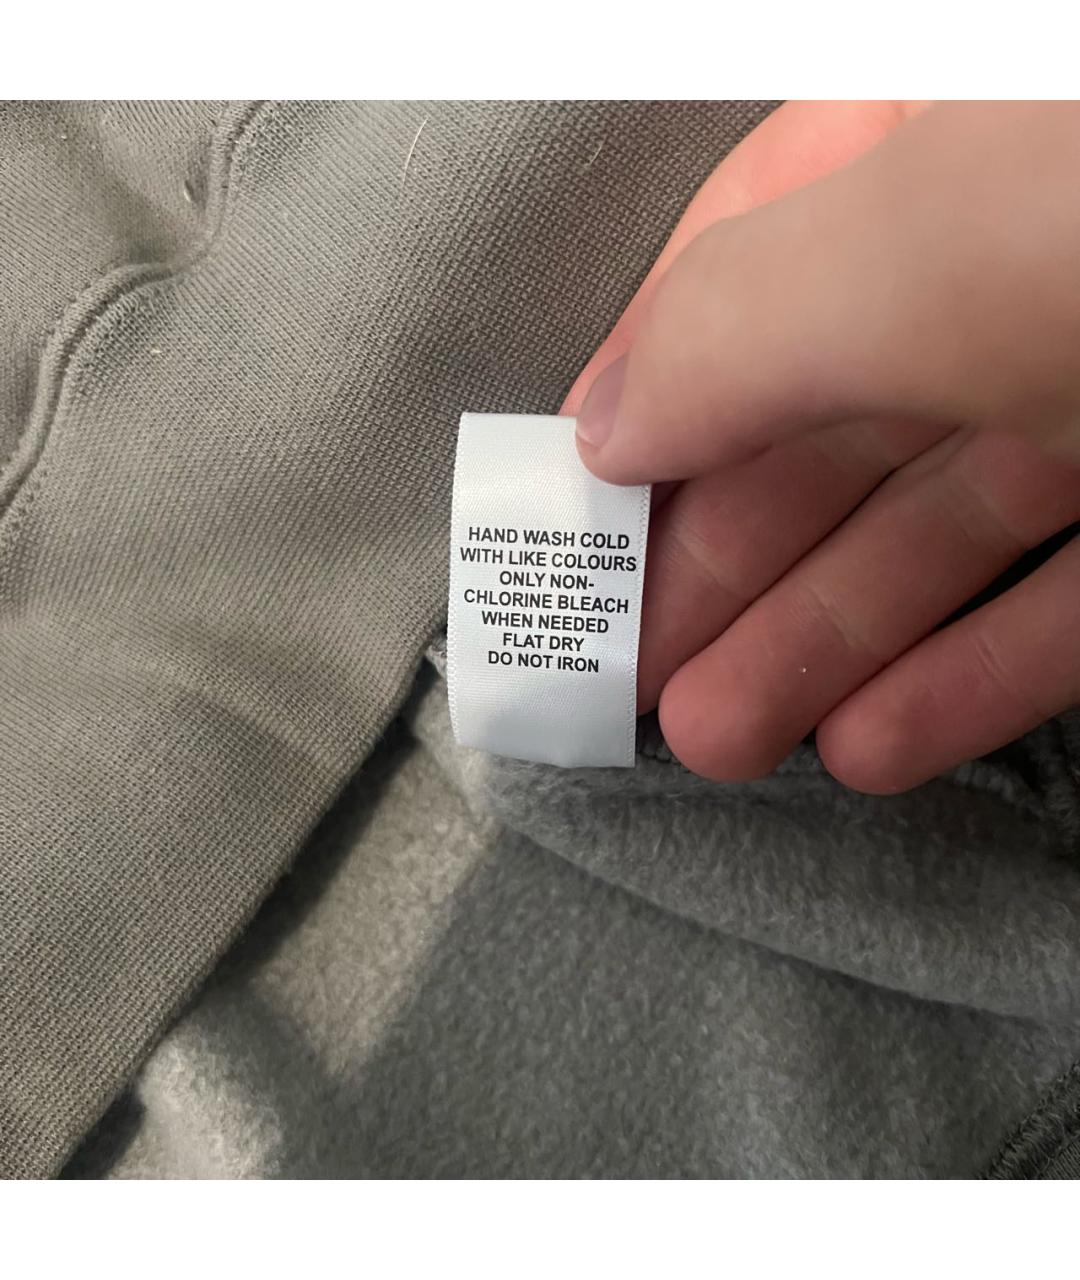 HAND WASH COLD
WITH LIKE COLOURS
ONLY NON-
CHLORINE BLEACH
WHEN NEEDED
FLAT DRY
DO NOT IRON